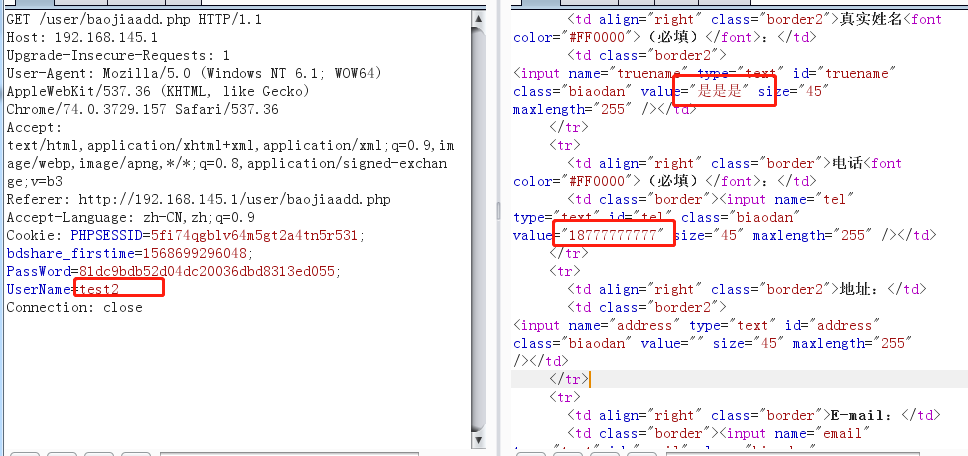 GET /user/baojiaadd.php HTTP/1.1
Host: 192.168.145.1
Upgrade-Insecure-Requests: 1
User-Agent: Mozilla/5.0 (Windows NT 6.1; WOW64)
AppleWebKit/537.36 (KHTML, like Gecko)
Chrome/74.0.3729.157 Safari/537.36
Accept:
text/html,application/xhtml+xml,application/xml;q=0.9,im
age/webp,image/apng,*/*;q=0.8,application/signed-exchan
ge;v=b3
Referer: http://192.168.145.1/user/baojiaadd.php
Accept-Language: zh-CN,zh;q=0.9
Cookie: PHPSESSID=5fi74qgblv64m5gt2a4tn5r531;
bdshare_firstime=1568699296048;
PassWord=81dc9bdb52d04dc20036dbd8313ed055;
UserName=test2
Connection: close
<td align="right" class="border2">真实姓名<font
color="#FF0000">（必填）</font>：</td>
<td class="border2">
<input name="truename" type="text" id="truename"
class="biaodan" value="是是是" size="45"
maxlength="255" /></td>
</tr>
<tr>
<td align="right" class="border">电话<font
color="#FF0000">（必填）</font>：</td>
<td class="border"><input name="tel"
type="text" id="tel" class="biaodan"
value="18777777777" size="45" maxlength="255" /></td>
</tr>
<tr>
<td align="right" class="border2">地址：</td>
<td class="border2">
<input name="address" type="text" id="address"
class="biaodan" value="" size="45" maxlength="255"
/></td>
</tr>
<tr>
<td align="right" class="border">E-mail：</td>
<td class="border"><input name="email"